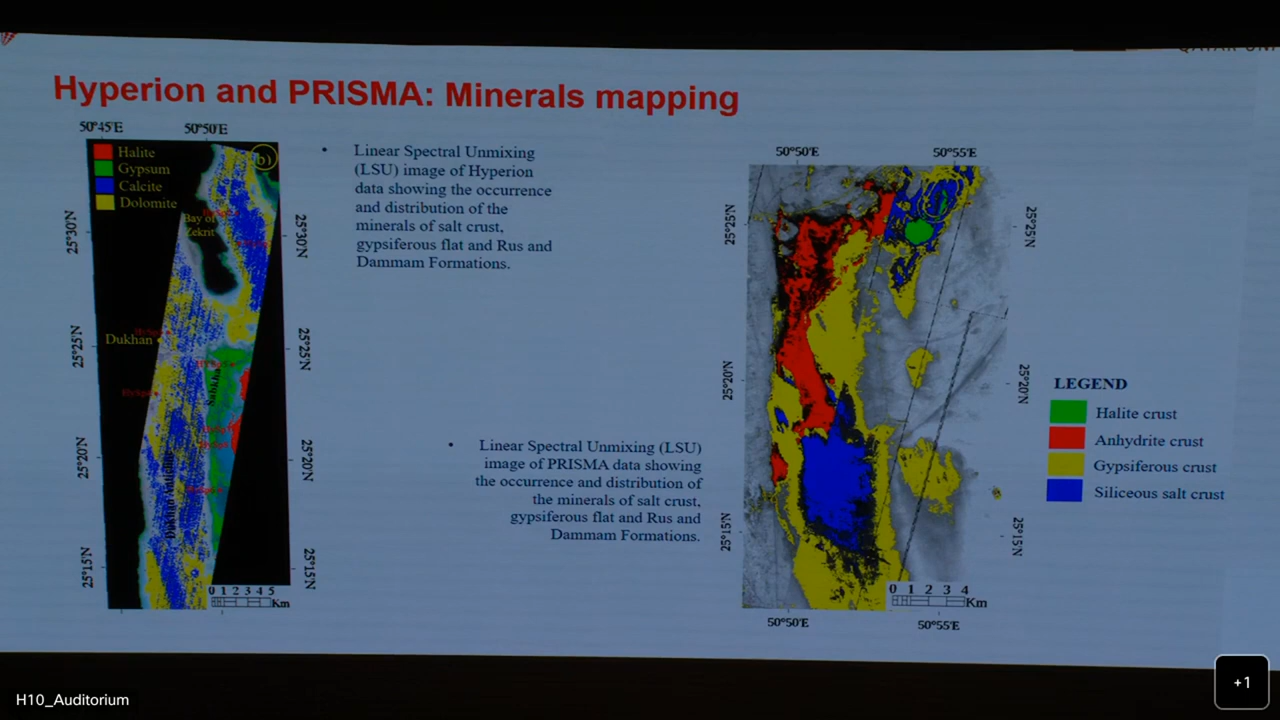 Hyperion and PRISMA: Minerals mapping
50°45'E
50°50'E
Halite
Gypsum
Calcite
Dolomite
b)
Bay of
Zekrit
Dukhan
Sabkha
25°30'N
25°25'N
25°20'N
25°15'N
25°30'N
25°25'N
25°20'N
25°15'N
0 1 2 3 4 5
Km
• Linear Spectral Unmixing
(LSU) image of Hyperion
data showing the occurrence
and distribution of the
minerals of salt crust,
gypsiferous flat and Rus and
Dammam Formations.
• Linear Spectral Unmixing (LSU)
image of PRISMA data showing
the occurrence and distribution of
the minerals of salt crust,
gypsiferous flat and Rus and
Dammam Formations.
50°50'E
50°55'E
25°25'N
25°20'N
25°15'N
25°25'N
25°20'N
25°15'N
0 1 2 3 4
Km
50°50'E
50°55'E
LEGEND
Halite crust
Anhydrite crust
Gypsiferous crust
Siliceous salt crust
H10_Auditorium
+1